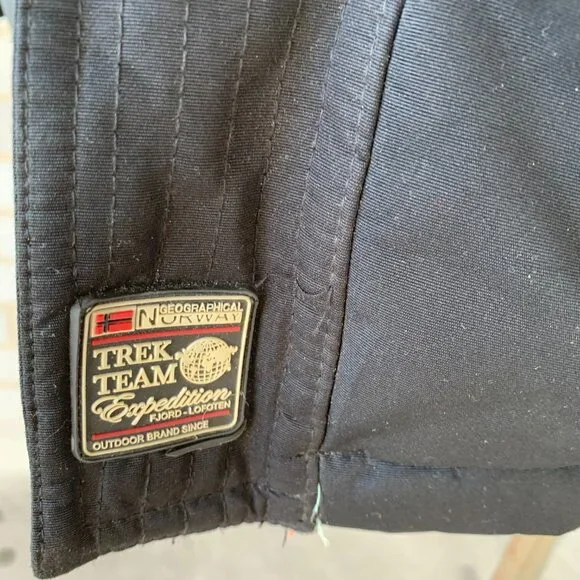 GEOGRAPHICAL
NORWAY
TREK
TEAM
Expedition
FJORD - LOFOTEN
OUTDOOR BRAND SINCE